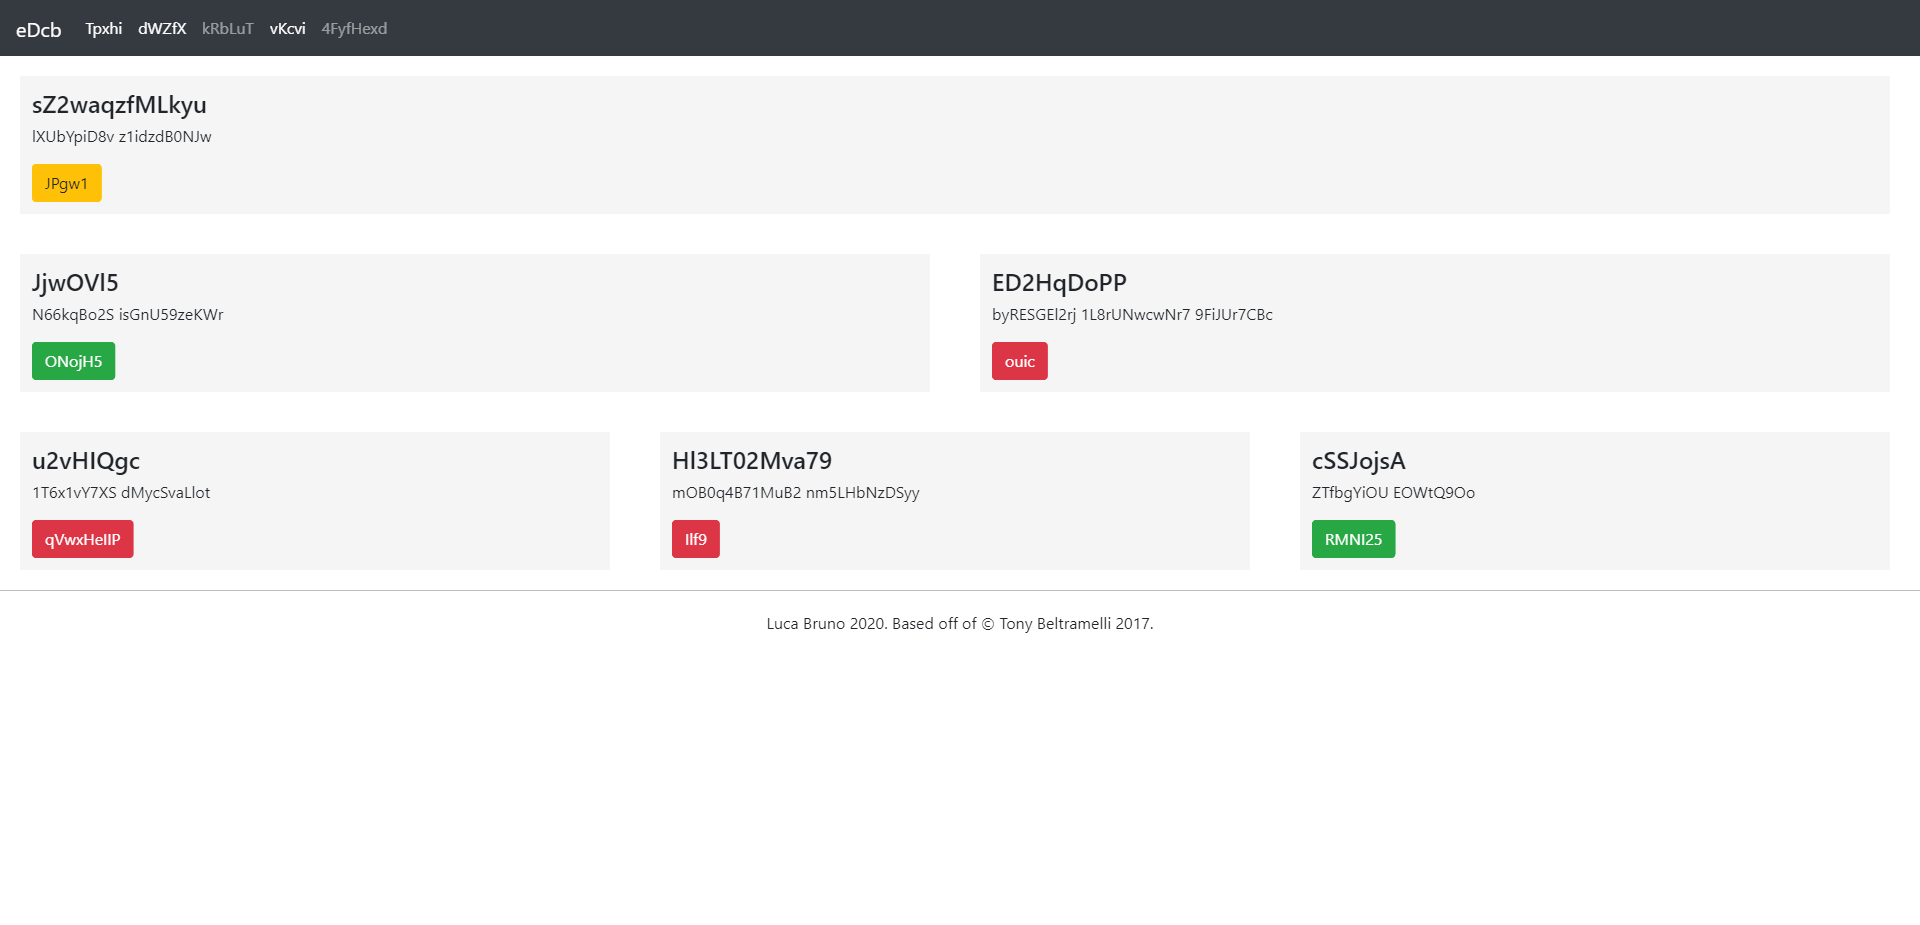 eDcb Tpxhi dWZfX kRbLuT vKcvi 4FyfHexd
sZ2waqzfMLkyu
lXUbYpiD8v z1idzdB0NJw
JPgw1
JjwOVl5
N66kqBo2S isGnU59zeKWr
ONojH5
ED2HqDoPP
byRESGEl2rj 1L8rUNwcwNr7 9FiJUr7CBc
ouic
u2vHIQgc
1T6x1vY7XS dMycSvaLlot
qVwxHeIIP
Hl3LT02Mva79
mOB0q4B71MuB2 nm5LHbNzDSyy
Ilf9
cSSJojsA
ZTfbgYiOU EOWtQ9Oo
RMNI25
Luca Bruno 2020. Based off of © Tony Beltramelli 2017.